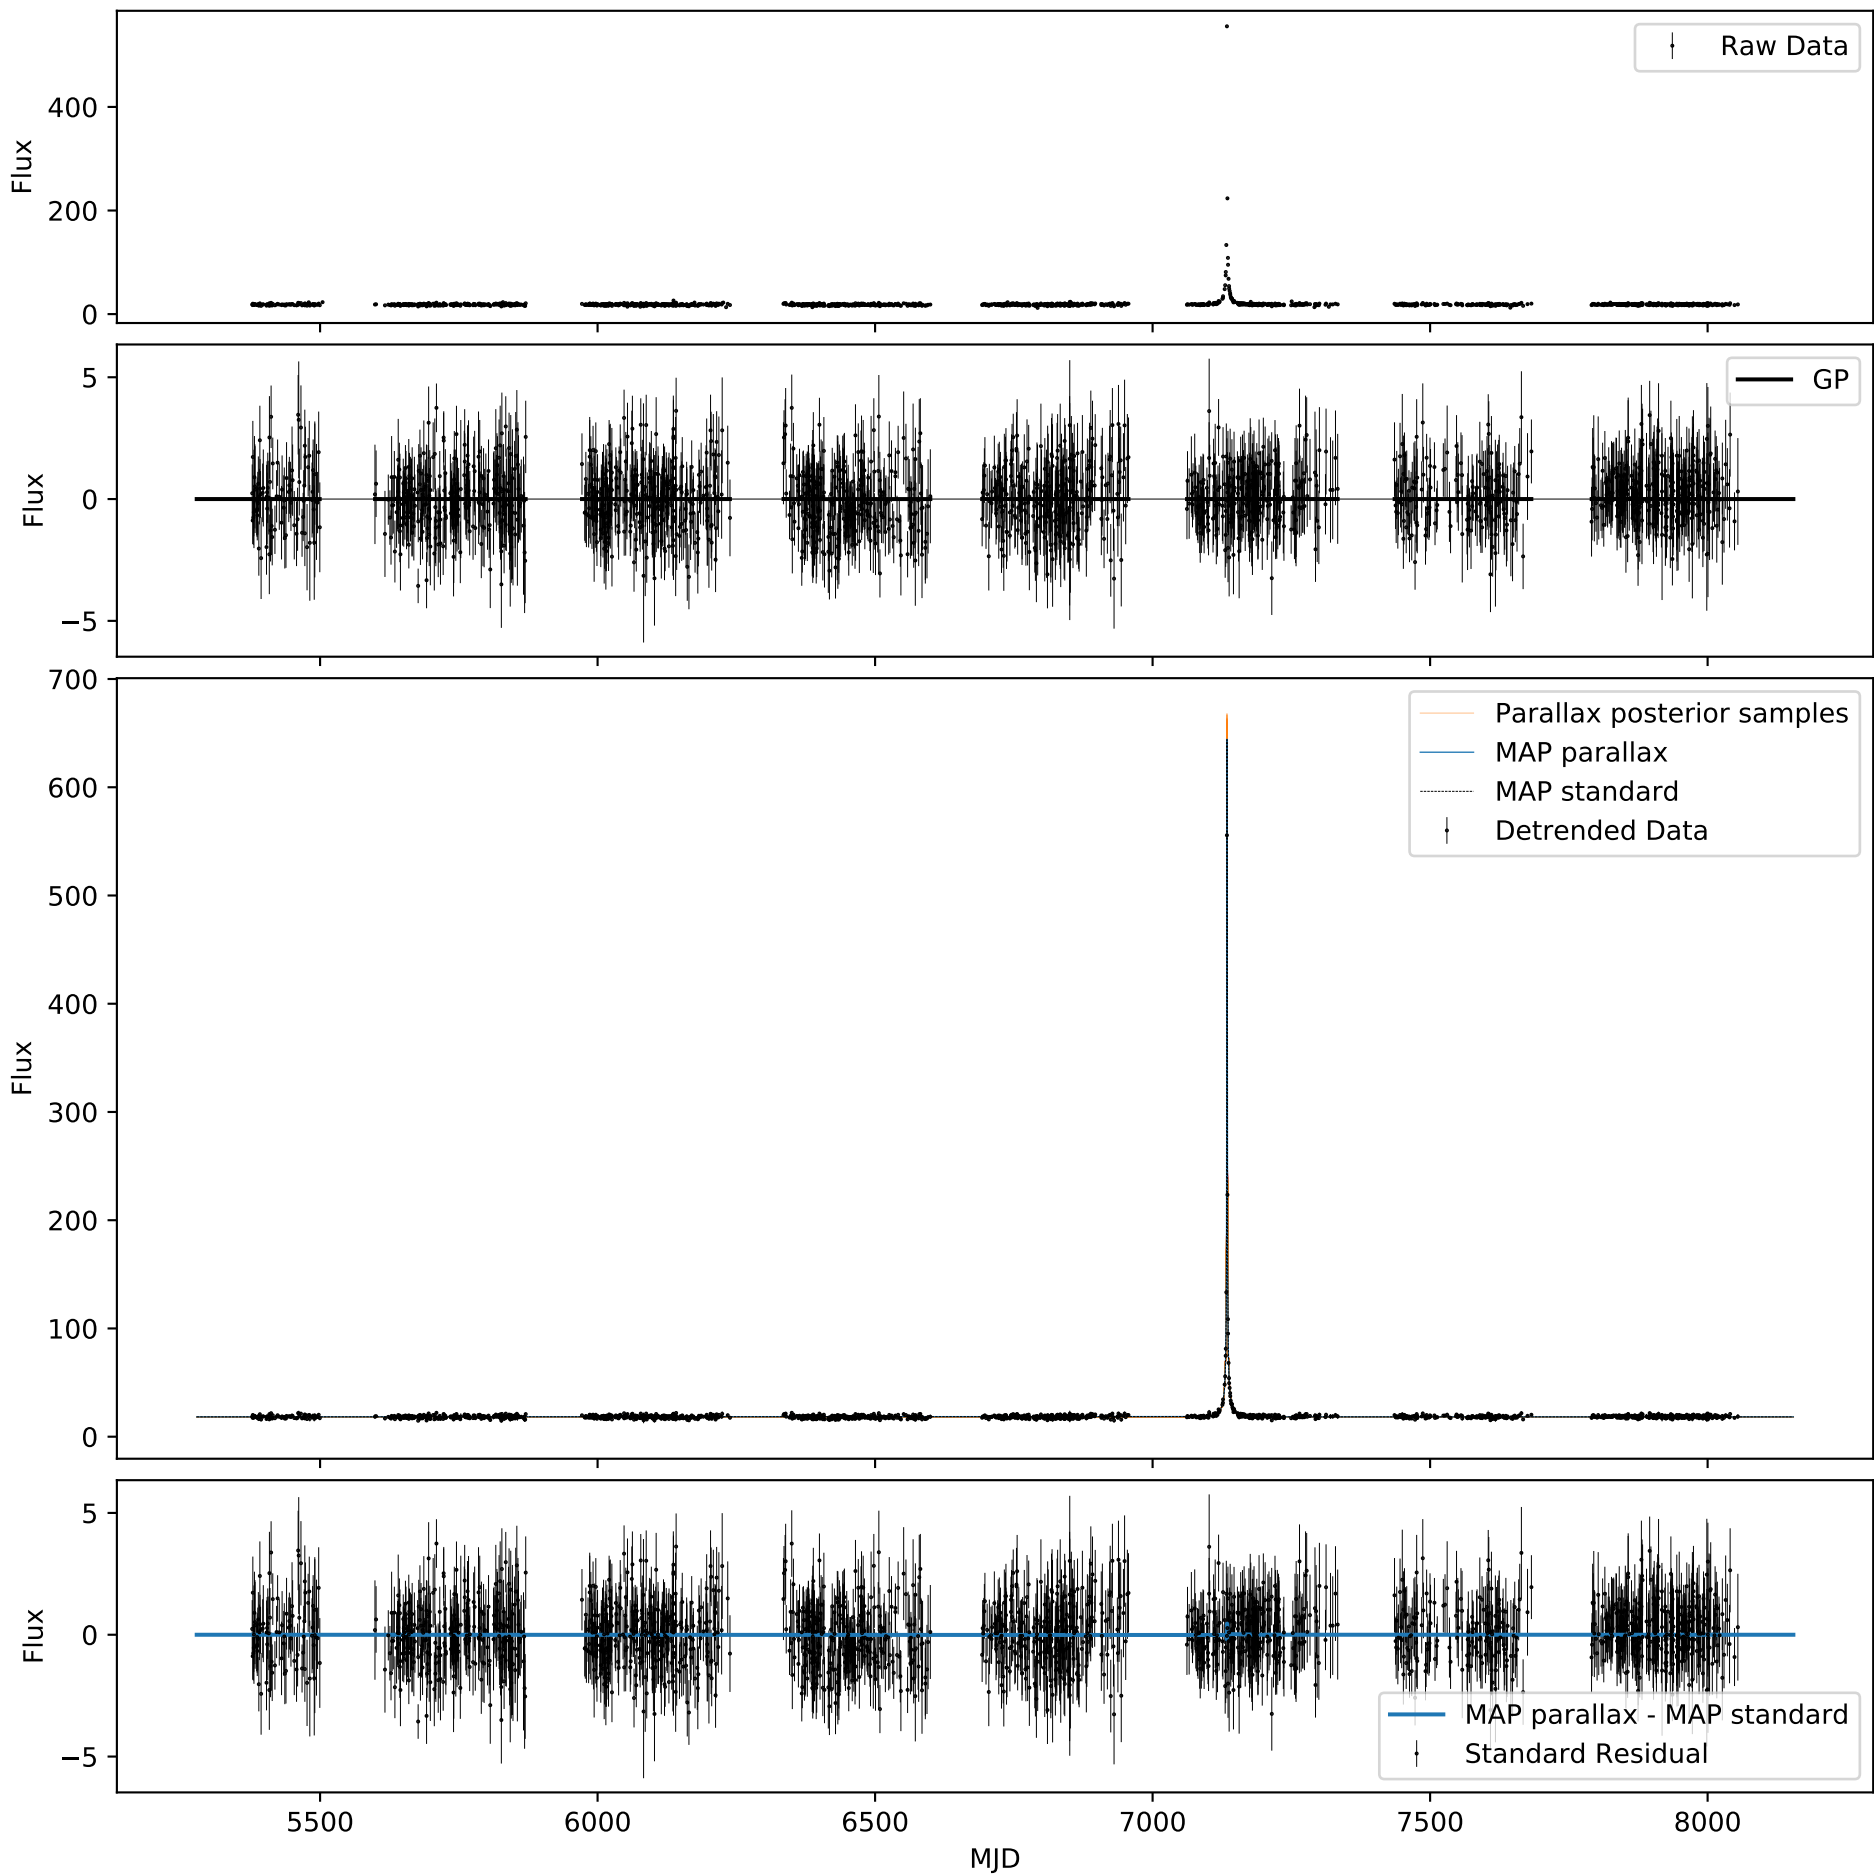 Flux
400
200
0
Raw Data
Flux
5
0
−5
GP
Flux
700
600
500
400
300
200
100
0
Parallax posterior samples
MAP parallax
MAP standard
Detrended Data
Flux
5
0
−5
MAP parallax - MAP standard
Standard Residual
5500 6000 6500 7000 7500 8000
MJD